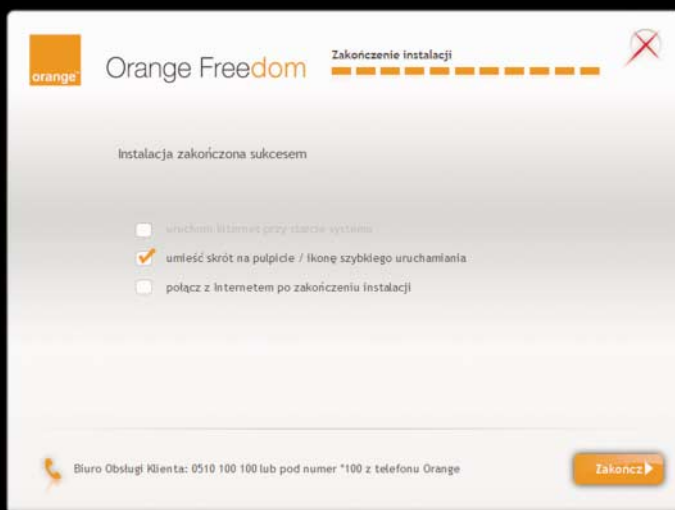 orange™
Orange Freedom
Zakończenie instalacji
Instalacja zakończona sukcesem
uruchom Internet przy starcie systemu
umieść skrót na pulpicie / ikonę szybkiego uruchamiania
połącz z Internetem po zakończeniu instalacji
Biuro Obsługi Klienta: 0510 100 100 lub pod numer *100 z telefonu Orange
Zakończ